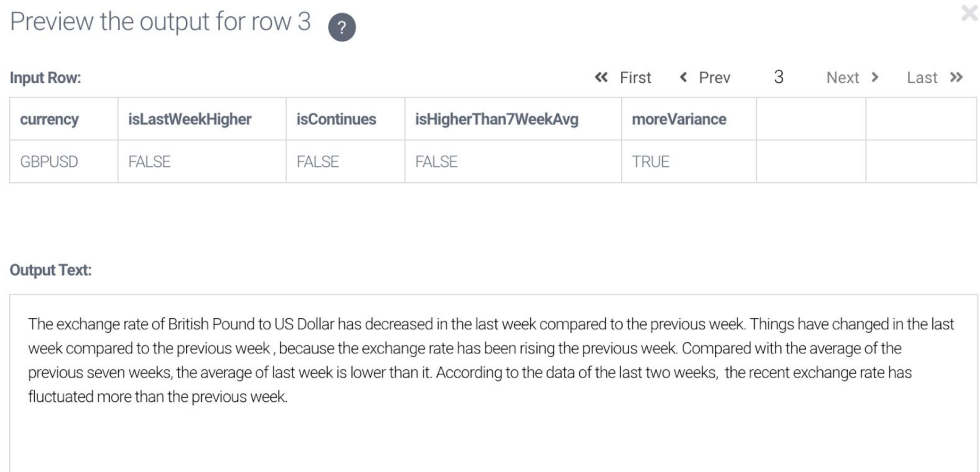 Preview the output for row 3 ?
Input Row: « First ‹ Prev 3 Next › Last »
currency isLastWeekHigher isContinues isHigherThan7WeekAvg moreVariance
GBPUSD FALSE FALSE FALSE TRUE
Output Text:
The exchange rate of British Pound to US Dollar has decreased in the last week compared to the previous week. Things have changed in the last
week compared to the previous week , because the exchange rate has been rising the previous week. Compared with the average of the
previous seven weeks, the average of last week is lower than it. According to the data of the last two weeks,  the recent exchange rate has
fluctuated more than the previous week.